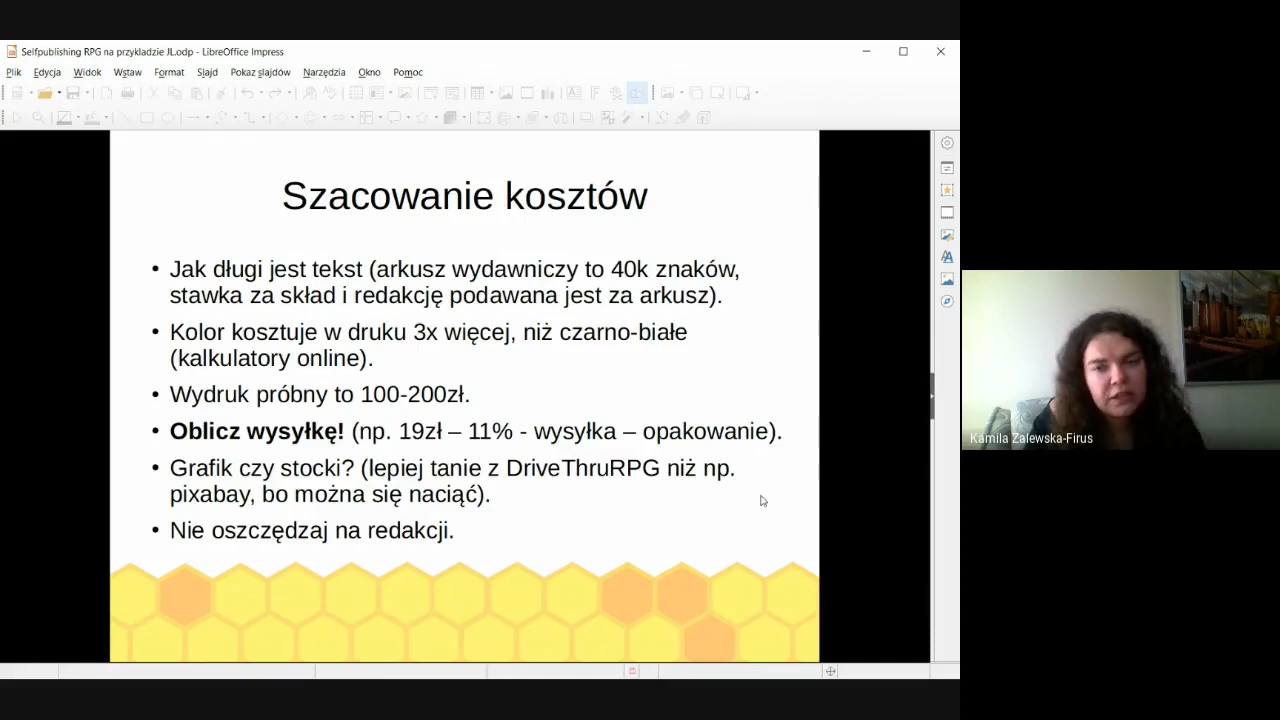 Selfpublishing RPG na przykladzie JL.odp - LibreOffice Impress
Plik Edycja Widok Wstaw Format Slajd Pokaz slajdów Narzędzia Okno Pomoc
Szacowanie kosztów
• Jak długi jest tekst (arkusz wydawniczy to 40k znaków,
stawka za skład i redakcję podawana jest za arkusz).
• Kolor kosztuje w druku 3x więcej, niż czarno-białe
(kalkulatory online).
• Wydruk próbny to 100-200zł.
• Oblicz wysyłkę! (np. 19zł – 11% - wysyłka – opakowanie).
• Grafik czy stocki? (lepiej tanie z DriveThruRPG niż np.
pixabay, bo można się naciąć).
• Nie oszczędzaj na redakcji.
Kamila Zalewska-Firus